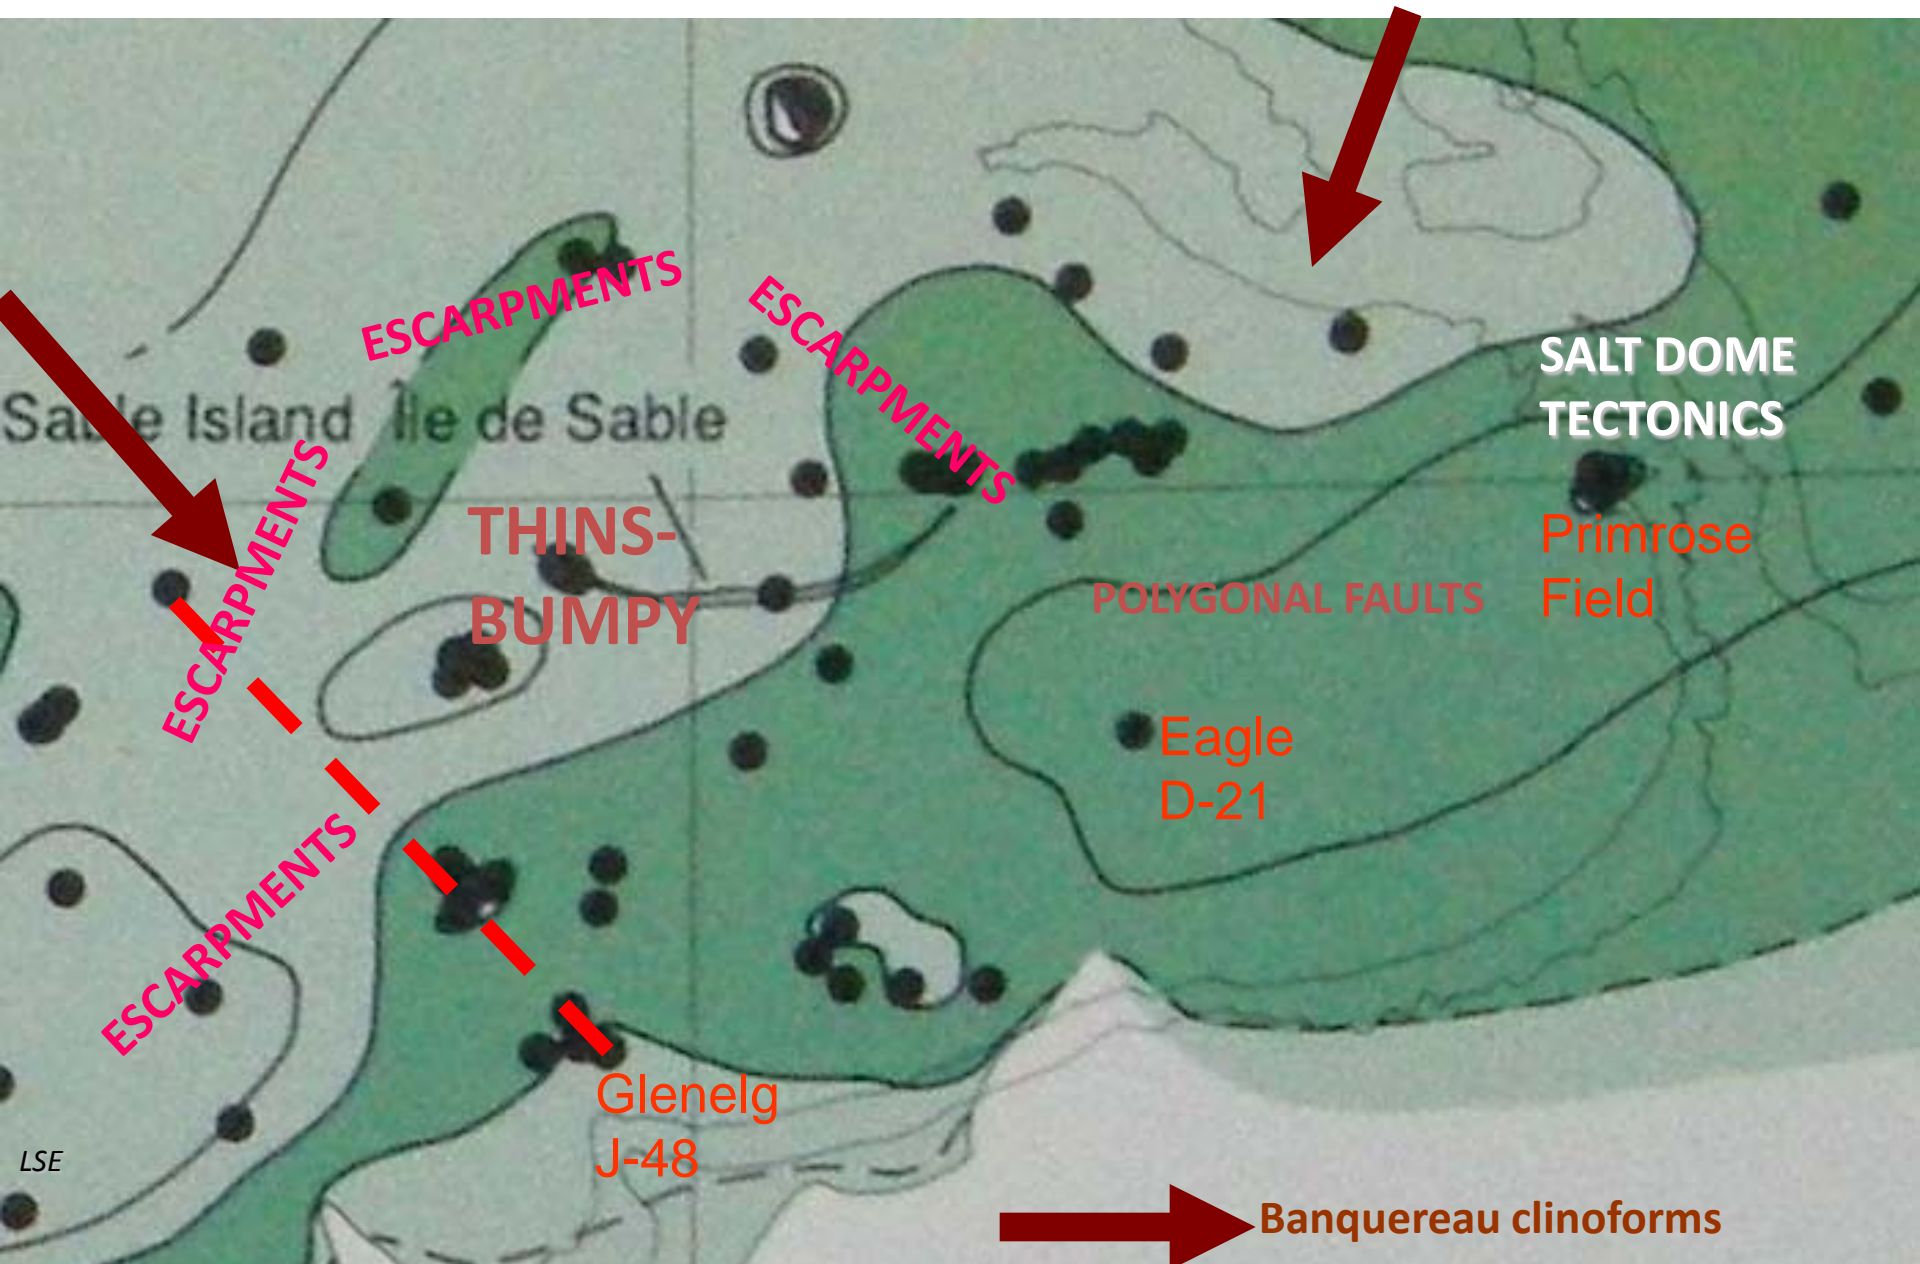 ESCARPMENTS
ESCARPMENTS
SALT DOME
TECTONICS
Sable Island Île de Sable
ESCARPMENTS
THINS-
BUMPY
Primrose
Field
POLYGONAL FAULTS
Eagle
D-21
ESCARPMENTS
Glenelg
J-48
LSE
Banquereau clinoforms